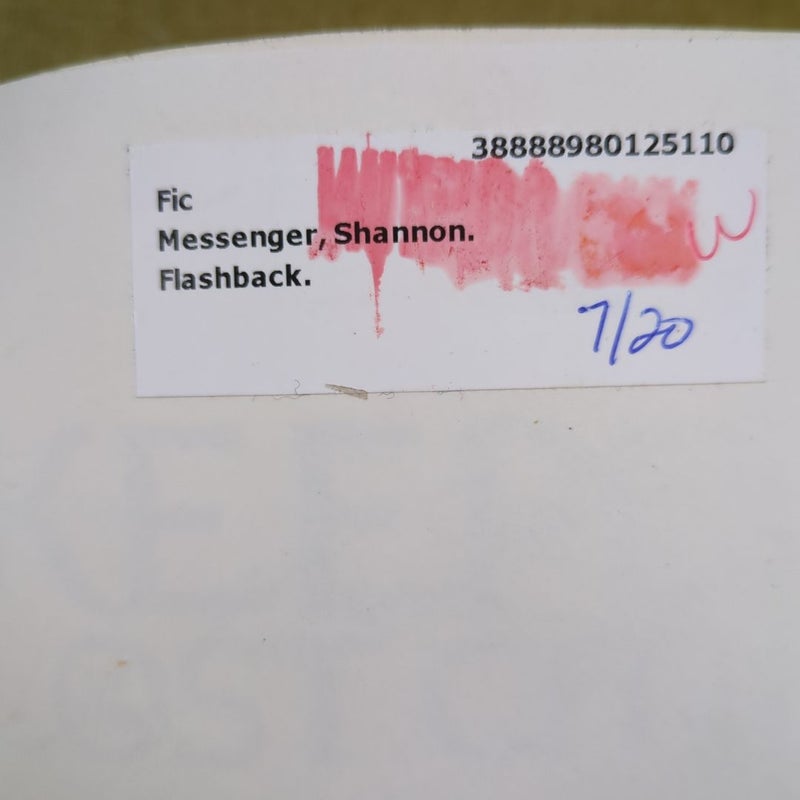 38888980125110
Fic
Messenger, Shannon.
Flashback.
W
7/20